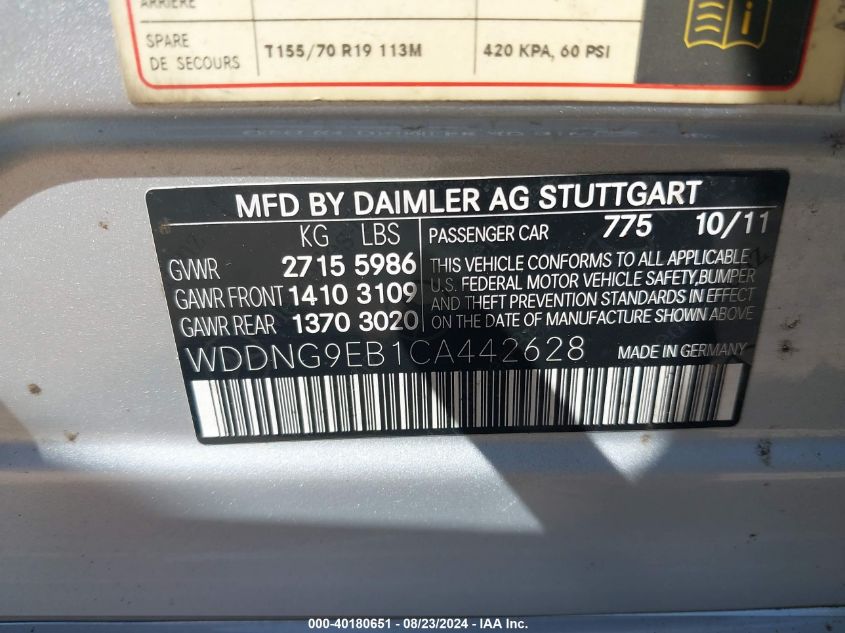 ARRIÈRE
SPARE
DE SECOURS
T155/70 R19 113M
420 KPA, 60 PSI
MFD BY DAIMLER AG STUTTGART
KG LBS
PASSENGER CAR 775 10/11
GVWR 2715 5986
GAWR FRONT 1410 3109
GAWR REAR 1370 3020
THIS VEHICLE CONFORMS TO ALL APPLICABLE
U.S. FEDERAL MOTOR VEHICLE SAFETY,BUMPER
AND THEFT PREVENTION STANDARDS IN EFFECT
ON THE DATE OF MANUFACTURE SHOWN ABOVE
WDDNG9EB1CA442628
MADE IN GERMANY
000-40180651 - 08/23/2024 - IAA Inc.